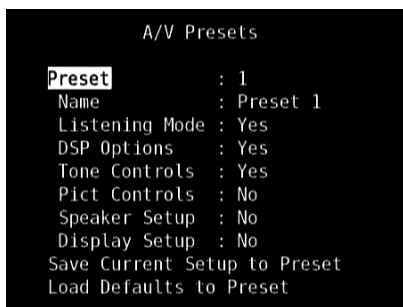 A/V Presets
Preset : 1
Name : Preset 1
Listening Mode : Yes
DSP Options : Yes
Tone Controls : Yes
Pict Controls : No
Speaker Setup : No
Display Setup : No
Save Current Setup to Preset
Load Defaults to Preset